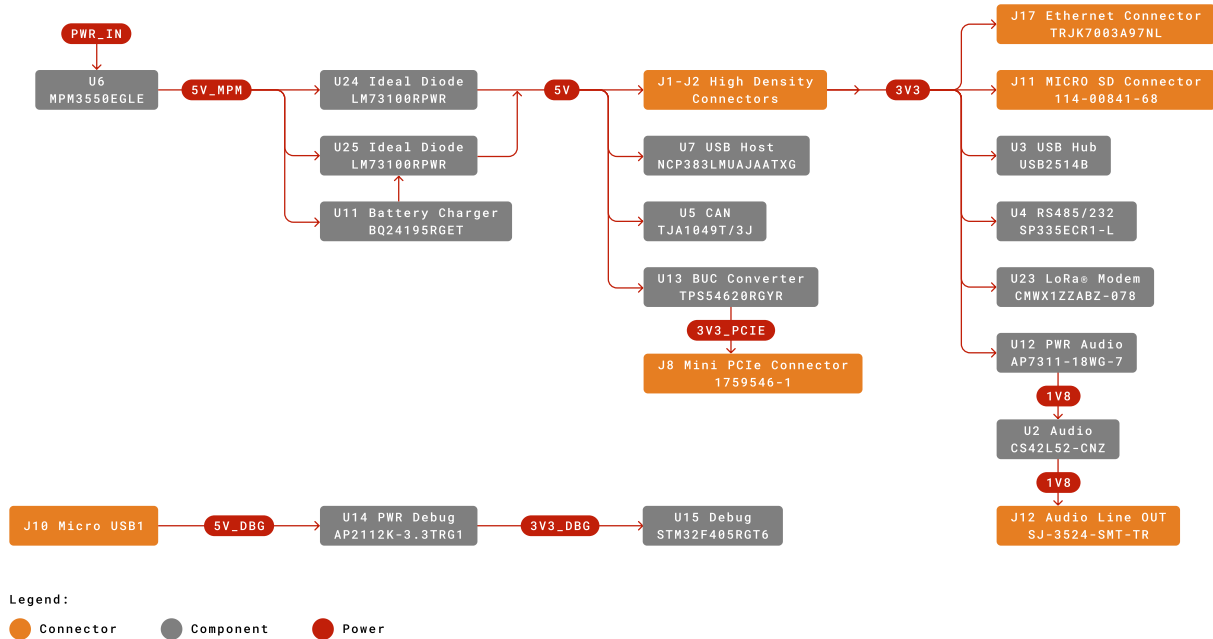 PWR_IN
U6
MPM3550EGLE
5V_MPM
U24 Ideal Diode
LM73100RPWR
U25 Ideal Diode
LM73100RPWR
U11 Battery Charger
BQ24195RGET
5V
J1-J2 High Density
Connectors
U7 USB Host
NCP383LMUAJAATXG
U5 CAN
TJA1049T/3J
U13 BUC Converter
TPS54620RGYR
3V3_PCIE
J8 Mini PCIe Connector
1759546-1
3V3
J17 Ethernet Connector
TRJK7003A97NL
J11 MICRO SD Connector
114-00841-68
U3 USB Hub
USB2514B
U4 RS485/232
SP335ECR1-L
U23 LoRa® Modem
CMWX1ZZABZ-078
U12 PWR Audio
AP7311-18WG-7
1V8
U2 Audio
CS42L52-CNZ
1V8
J12 Audio Line OUT
SJ-3524-SMT-TR
J10 Micro USB1
5V_DBG
U14 PWR Debug
AP2112K-3.3TRG1
3V3_DBG
U15 Debug
STM32F405RGT6
Legend:
Connector
Component
Power